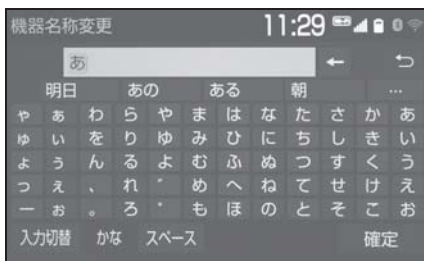 機器名称変更 11:29
あ
明日 あの ある 朝 …
ゃ ぁ わ ら や ま は な た さ か あ
ゅ ぃ を り ゆ み ひ に ち し き い
ょ ぅ ん る よ む ふ ぬ つ す く う
っ ぇ 、 れ ゛ め へ ね て せ け え
ー ぉ 。 ろ ゜ も ほ の と そ こ お
入力切替 かな スペース 確定